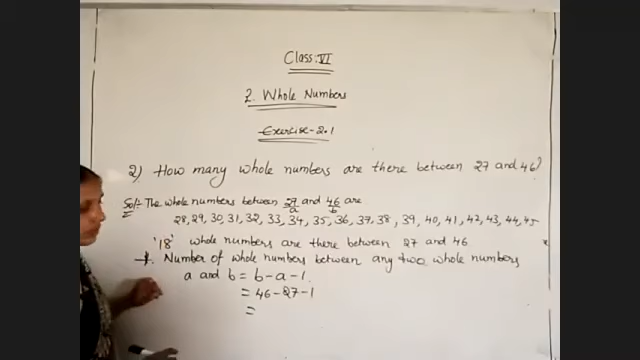 Class: VI
2. Whole Numbers
Exercise - 2.1
2) How many whole numbers are there between 27 and 46?
Sol:- The whole numbers between 27 and 46 are
a b
28, 29, 30, 31, 32, 33, 34, 35, 36, 37, 38, 39, 40, 41, 42, 43, 44, 45
'18' whole numbers are there between 27 and 46
* Number of whole numbers between any two whole numbers
a and b = b - a - 1
= 46 - 27 - 1
=